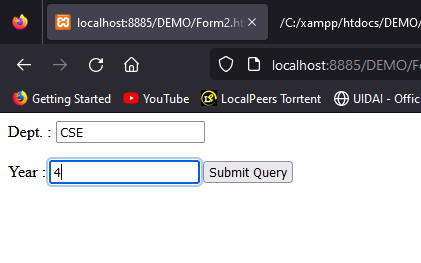 localhost:8885/DEMO/Form2.ht
/C:/xampp/htdocs/DEMO/
localhost:8885/DEMO/Fo
Getting Started YouTube LocalPeers Torrtent UIDAI - Offic
Dept. : CSE
Year : 4 Submit Query